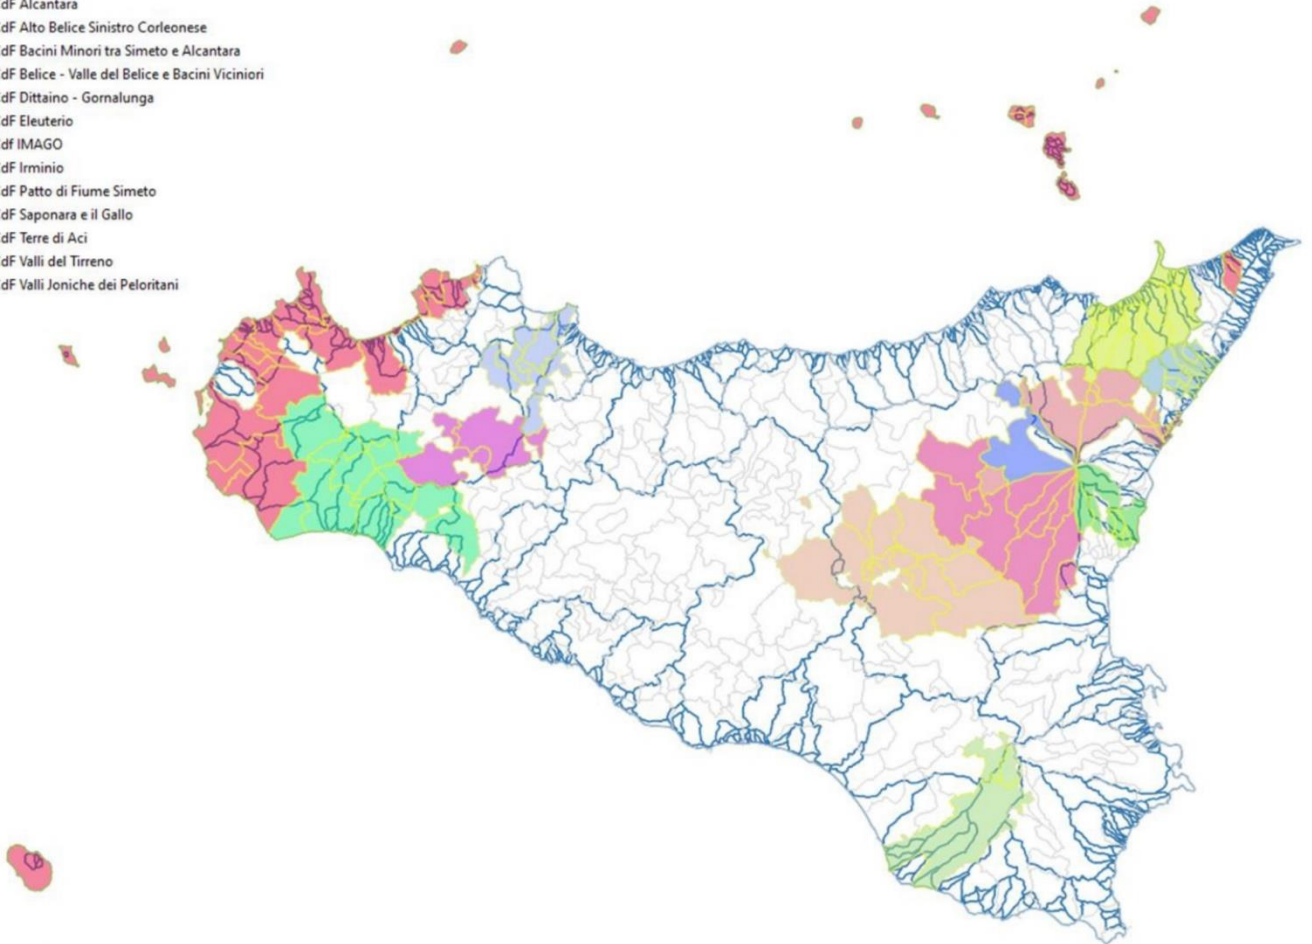 dF Alcantara
dF Alto Belice Sinistro Corleonese
dF Bacini Minori tra Simeto e Alcantara
dF Belice - Valle del Belice e Bacini Viciniori
dF Dittaino - Gornalunga
dF Eleuterio
df IMAGO
dF Irminio
dF Patto di Fiume Simeto
dF Saponara e il Gallo
dF Terre di Aci
dF Valli del Tirreno
dF Valli Joniche dei Peloritani